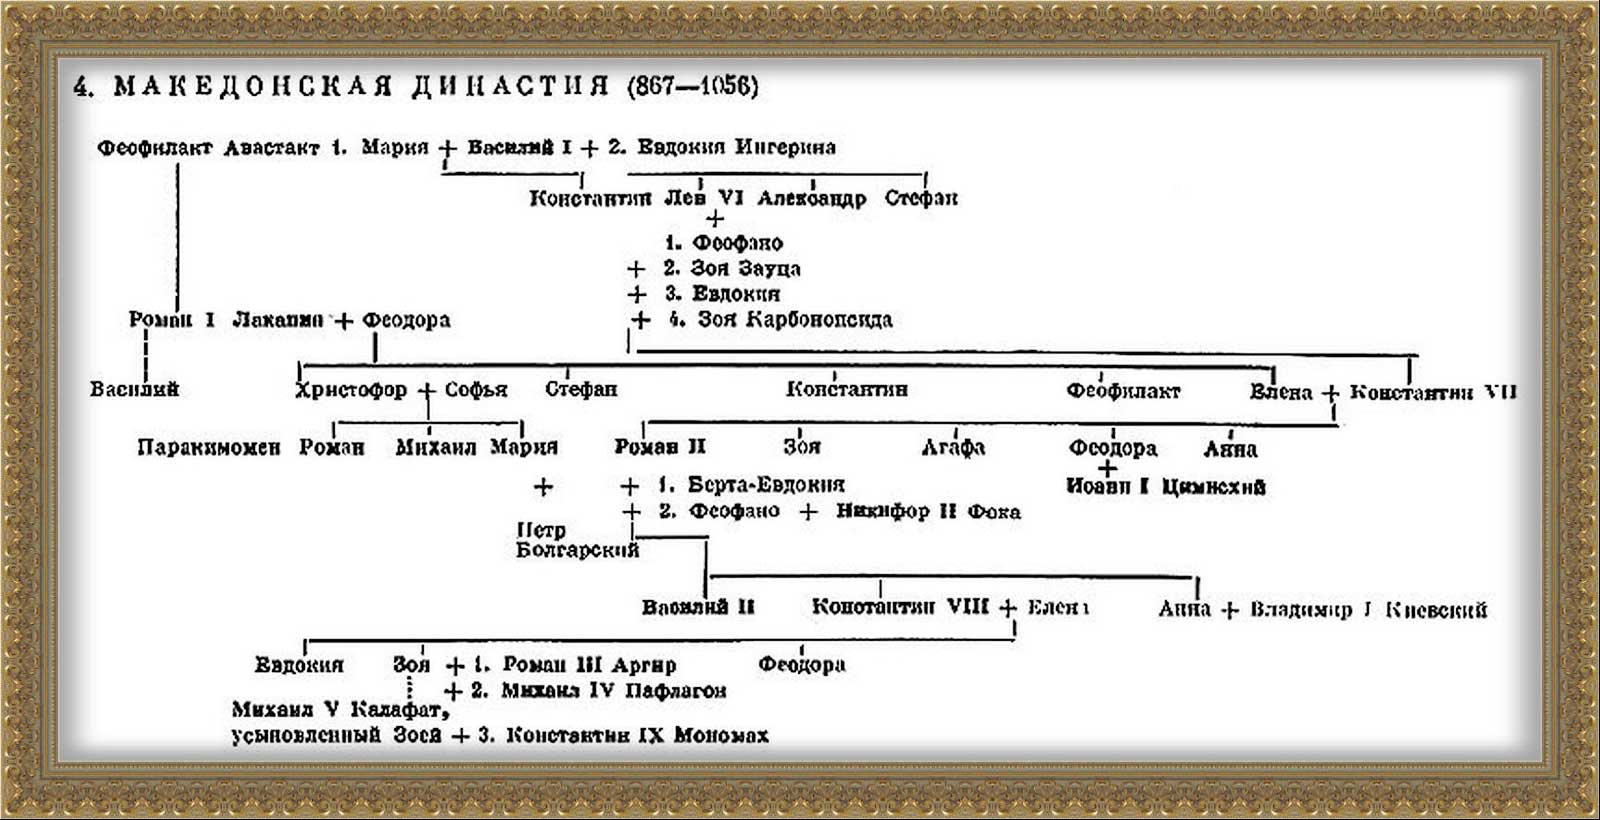 4. МАКЕДОНСКАЯ ДИНАСТИЯ (867—1056)
Феофилакт Авастакт 1. Мария + Василий I + 2. Евдокия Ингерина
Константин Лев VI Александр Стефан
+
1. Феофано
+ 2. Зоя Зауца
+ 3. Евдокия
Роман I Лакапин + Феодора + 4. Зоя Карбонопсида
Василий Христофор + Софья Стефан Константин Феофилакт Елена + Константин VII
Паракимомен Роман Михаил Мария Роман II Зоя Агафа Феодора Анна
+
+ + 1. Берта-Евдокия Иоанн I Цимисхий
+ 2. Феофано + Никифор II Фока
Петр
Болгарский
Василий II Константин VIII + Елена Анна + Владимир I Киевский
Евдокия Зоя + 1. Роман III Аргир Феодора
+ 2. Михаил IV Пафлагон
Михаил V Калафат,
усыновленный Зоей + 3. Константин IX Мономах